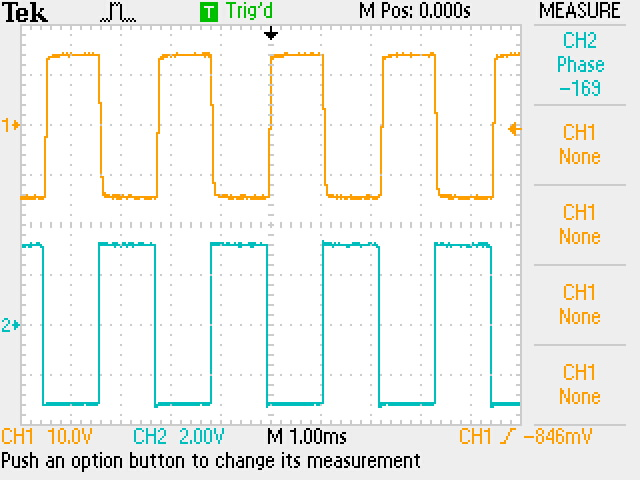 Tek T Trig'd M Pos: 0.000s MEASURE
CH2
Phase
-169
1
CH1
None
CH1
None
2
CH1
None
CH1
None
CH1 10.0V CH2 2.00V M 1.00ms CH1 -846mV
Push an option button to change its measurement